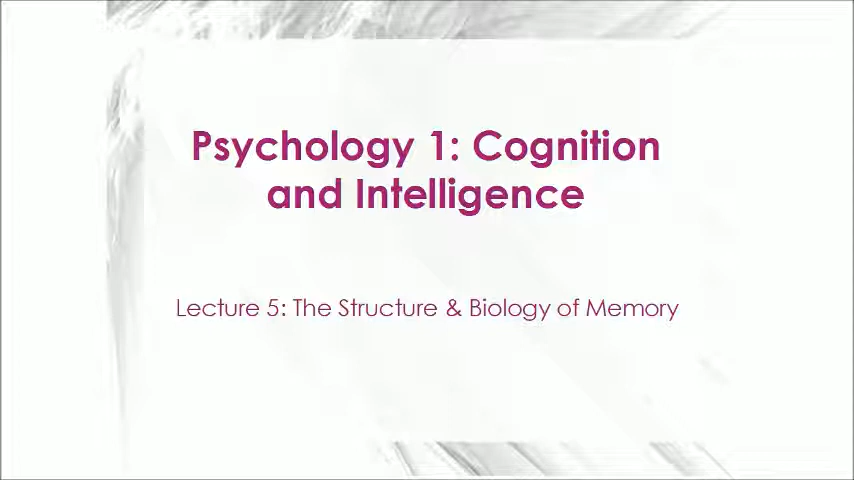 Psychology 1: Cognition
and Intelligence
Lecture 5: The Structure & Biology of Memory